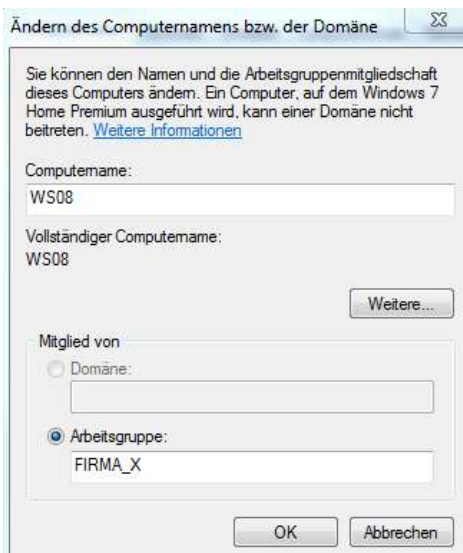 Ändern des Computernamens bzw. der Domäne
Sie können den Namen und die Arbeitsgruppenmitgliedschaft
dieses Computers ändern. Ein Computer, auf dem Windows 7
Home Premium ausgeführt wird, kann einer Domäne nicht
beitreten. Weitere Informationen
Computername:
WS08
Vollständiger Computername:
WS08
Weitere...
Mitglied von
Domäne:
Arbeitsgruppe:
FIRMA_X
OK Abbrechen